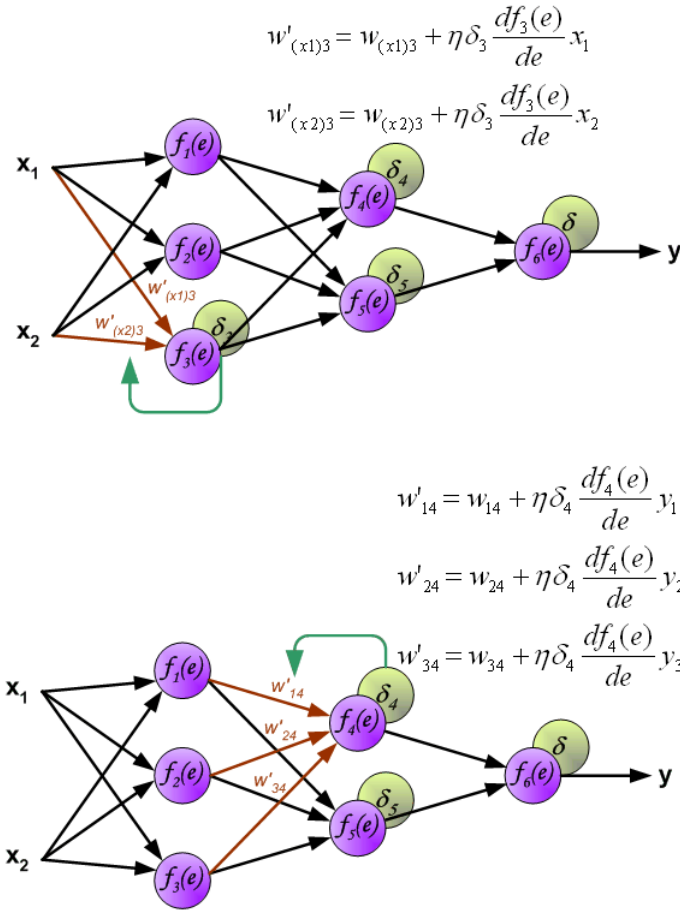 w'(x1)3 = w(x1)3 + ηδ3 df3(e)/de x1
w'(x2)3 = w(x2)3 + ηδ3 df3(e)/de x2
f1(e)
x1
δ4
f4(e)
δ
f2(e)
f6(e)
y
w'(x1)3
δ5
f5(e)
x2
w'(x2)3
f3(e)
w'14 = w14 + ηδ4 df4(e)/de y1
w'24 = w24 + ηδ4 df4(e)/de y2
w'34 = w34 + ηδ4 df4(e)/de y3
f1(e)
x1
w'14
δ4
f4(e)
w'24
δ
f2(e)
f6(e)
y
w'34
δ5
f5(e)
x2
f3(e)